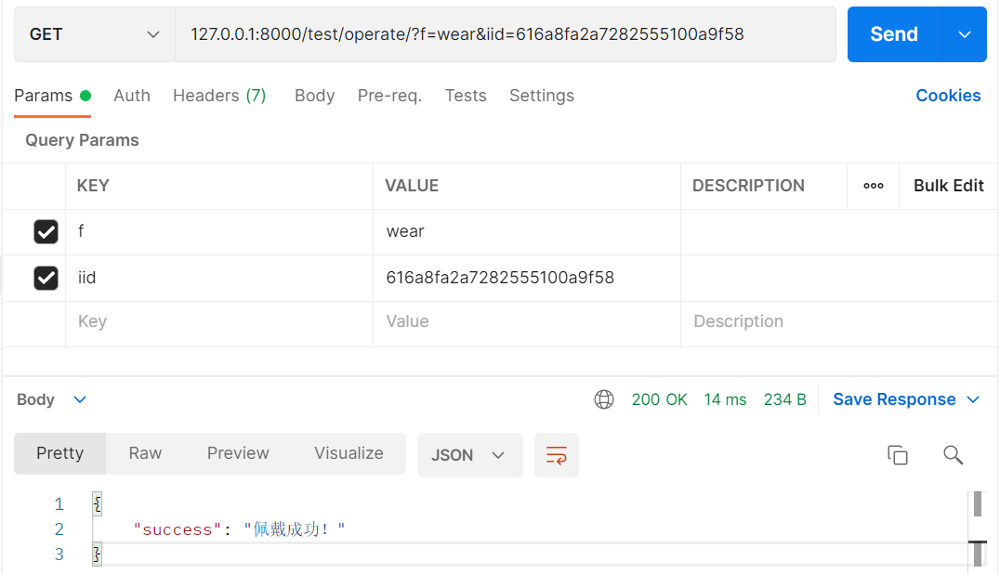 GET 127.0.0.1:8000/test/operate/?f=wear&iid=616a8fa2a7282555100a9f58 Send
Params Auth Headers (7) Body Pre-req. Tests Settings Cookies
Query Params
KEY VALUE DESCRIPTION ooo Bulk Edit
f wear
iid 616a8fa2a7282555100a9f58
Key Value Description
Body 200 OK 14 ms 234 B Save Response
Pretty Raw Preview Visualize JSON
1 {
2 "success": "佩戴成功！"
3 }